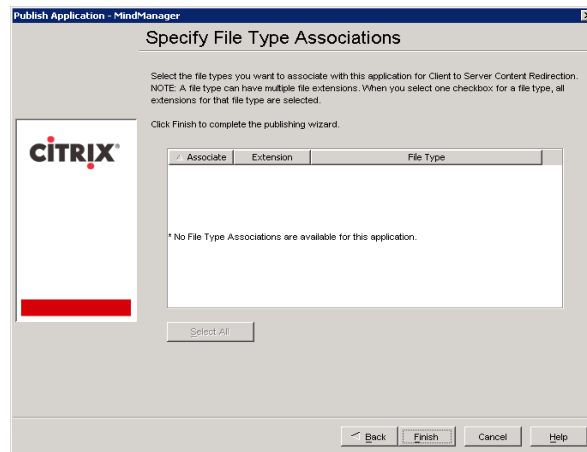 Publish Application - MindManager
Specify File Type Associations
Select the file types you want to associate with this application for Client to Server Content Redirection.
NOTE: A file type can have multiple file extensions. When you select one checkbox for a file type, all
extensions for that file type are selected.
Click Finish to complete the publishing wizard.
CITRIX®
Associate Extension File Type
* No File Type Associations are available for this application.
Select All
Back Finish Cancel Help